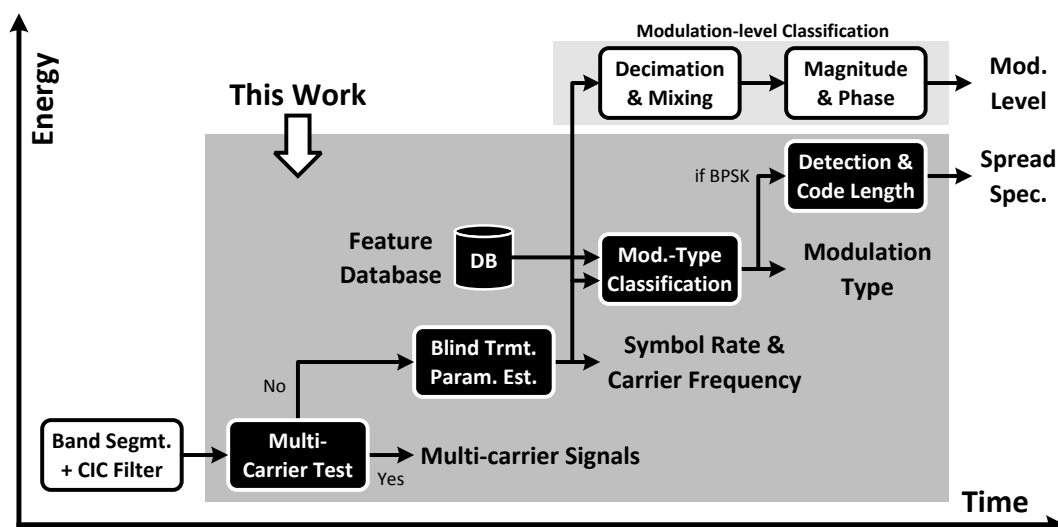 Energy
Modulation-level Classification
Decimation
& Mixing
Magnitude
& Phase
Mod.
Level
This Work
if BPSK
Detection &
Code Length
Spread
Spec.
Feature
Database
DB
Mod.-Type
Classification
Modulation
Type
Blind Trmt.
Param. Est.
Symbol Rate &
Carrier Frequency
No
Band Segmt.
+ CIC Filter
Multi-
Carrier Test
Yes
Multi-carrier Signals
Time